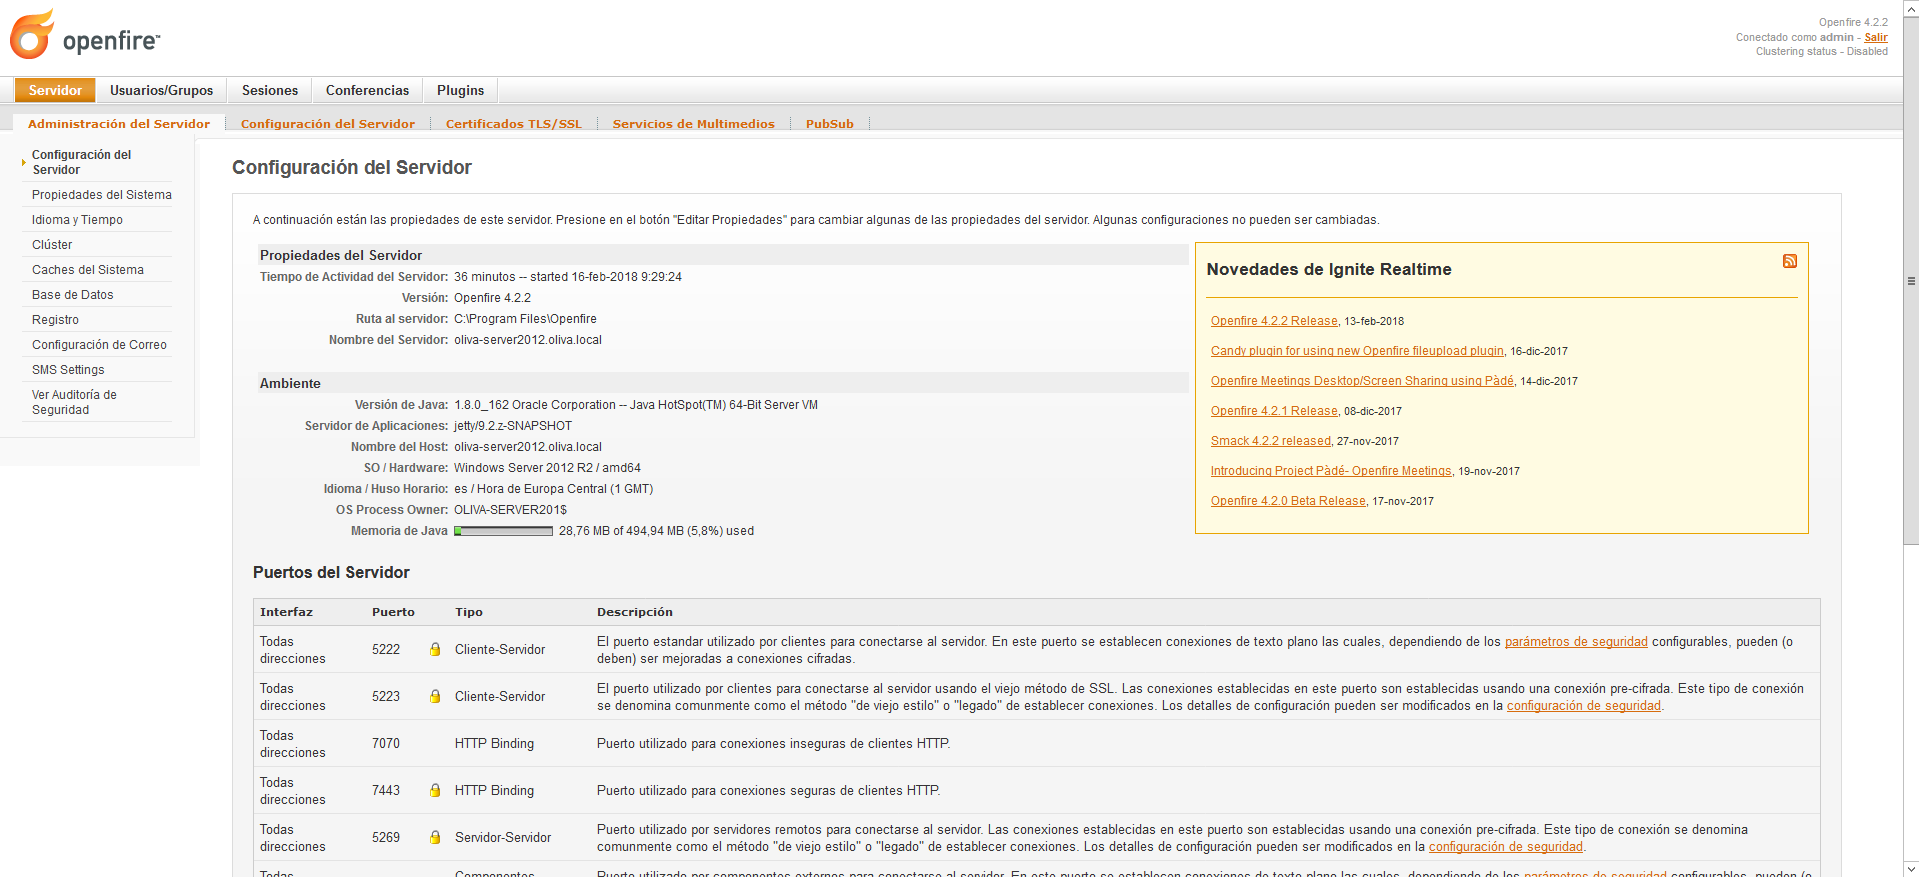 openfire™
Openfire 4.2.2
Conectado como admin - Salir
Clustering status - Disabled
Servidor
Usuarios/Grupos
Sesiones
Conferencias
Plugins
Administración del Servidor
Configuración del Servidor
Certificados TLS/SSL
Servicios de Multimedios
PubSub
Configuración del
Servidor
Propiedades del Sistema
Idioma y Tiempo
Clúster
Caches del Sistema
Base de Datos
Registro
Configuración de Correo
SMS Settings
Ver Auditoría de
Seguridad
Configuración del Servidor
A continuación están las propiedades de este servidor. Presione en el botón "Editar Propiedades" para cambiar algunas de las propiedades del servidor. Algunas configuraciones no pueden ser cambiadas.
Propiedades del Servidor
Tiempo de Actividad del Servidor: 36 minutos -- started 16-feb-2018 9:29:24
Versión: Openfire 4.2.2
Ruta al servidor: C:\Program Files\Openfire
Nombre del Servidor: oliva-server2012.oliva.local
Ambiente
Versión de Java: 1.8.0_162 Oracle Corporation -- Java HotSpot(TM) 64-Bit Server VM
Servidor de Aplicaciones: jetty/9.2.z-SNAPSHOT
Nombre del Host: oliva-server2012.oliva.local
SO / Hardware: Windows Server 2012 R2 / amd64
Idioma / Huso Horario: es / Hora de Europa Central (1 GMT)
OS Process Owner: OLIVA-SERVER201$
Memoria de Java 28,76 MB of 494,94 MB (5,8%) used
Novedades de Ignite Realtime
Openfire 4.2.2 Release, 13-feb-2018
Candy plugin for using new Openfire fileupload plugin, 16-dic-2017
Openfire Meetings Desktop/Screen Sharing using Pàdé, 14-dic-2017
Openfire 4.2.1 Release, 08-dic-2017
Smack 4.2.2 released, 27-nov-2017
Introducing Project Pàdé- Openfire Meetings, 19-nov-2017
Openfire 4.2.0 Beta Release, 17-nov-2017
Puertos del Servidor
Interfaz Puerto Tipo Descripción
Todas
direcciones
5222
Cliente-Servidor
El puerto estandar utilizado por clientes para conectarse al servidor. En este puerto se establecen conexiones de texto plano las cuales, dependiendo de los parámetros de seguridad configurables, pueden (o
deben) ser mejoradas a conexiones cifradas.
Todas
direcciones
5223
Cliente-Servidor
El puerto utilizado por clientes para conectarse al servidor usando el viejo método de SSL. Las conexiones establecidas en este puerto son establecidas usando una conexión pre-cifrada. Este tipo de conexión
se denomina comunmente como el método "de viejo estilo" o "legado" de establecer conexiones. Los detalles de configuración pueden ser modificados en la configuración de seguridad.
Todas
direcciones
7070
HTTP Binding
Puerto utilizado para conexiones inseguras de clientes HTTP.
Todas
direcciones
7443
HTTP Binding
Puerto utilizado para conexiones seguras de clientes HTTP.
Todas
direcciones
5269
Servidor-Servidor
Puerto utilizado por servidores remotos para conectarse al servidor. Las conexiones establecidas en este puerto son establecidas usando una conexión pre-cifrada. Este tipo de conexión se denomina
comunmente como el método "de viejo estilo" o "legado" de establecer conexiones. Los detalles de configuración pueden ser modificados en la configuración de seguridad.
Todas
Componentes
Puerto utilizado por componentes externos para conectarse al servidor. En este puerto se establecen conexiones de texto plano las cuales, dependiendo de los parámetros de seguridad configurables, pueden (o